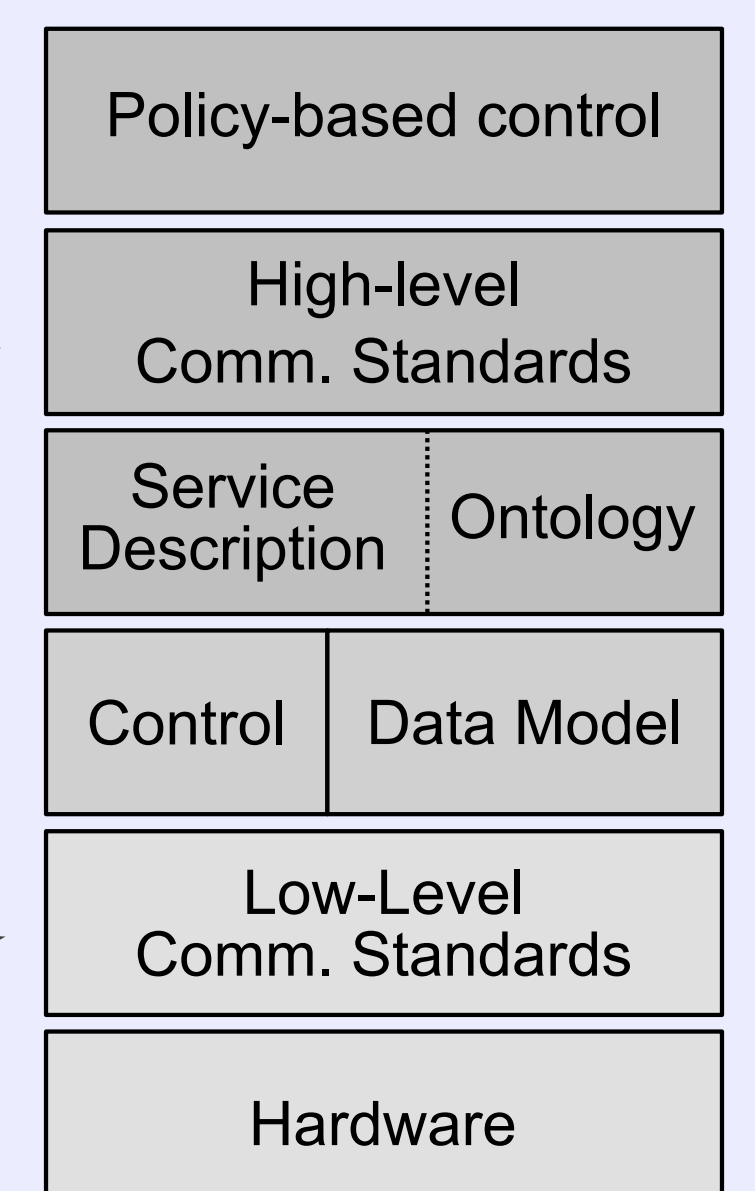 Policy-based control
High-level
Comm. Standards
Service
Description
Ontology
Control
Data Model
Low-Level
Comm. Standards
Hardware